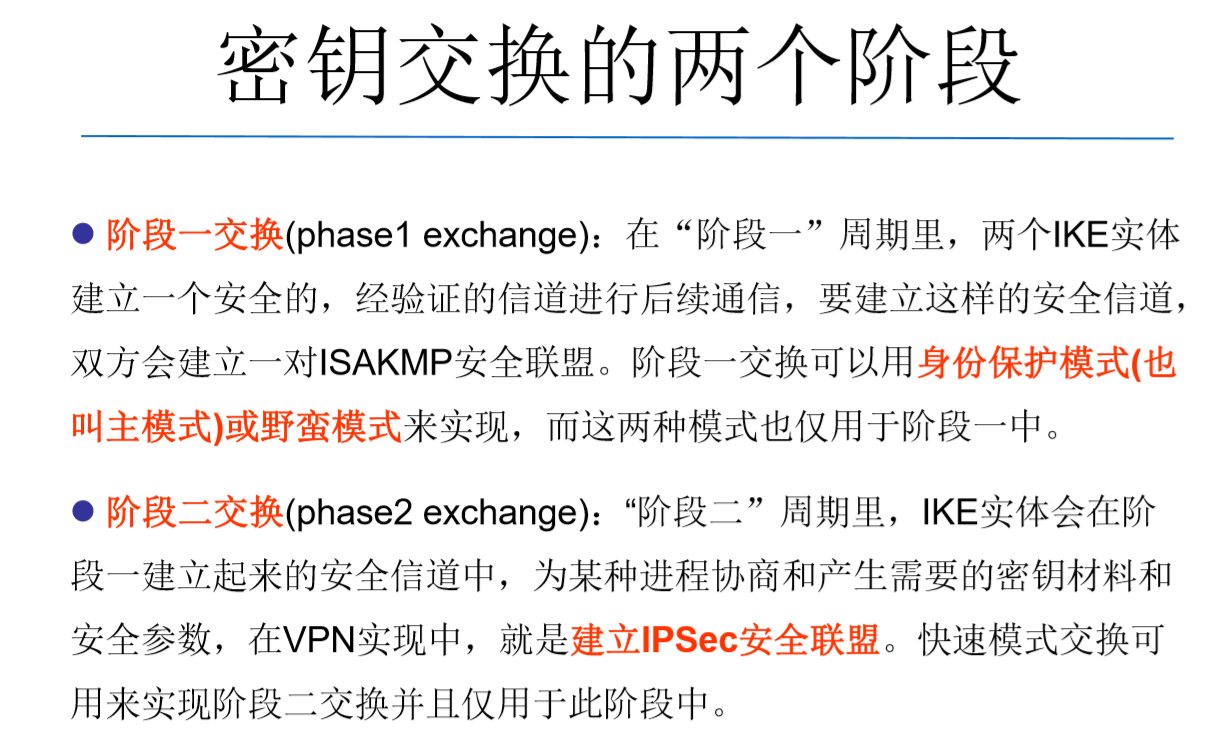 密钥交换的两个阶段
● 阶段一交换(phase1 exchange)：在“阶段一”周期里，两个IKE实体
建立一个安全的，经验证的信道进行后续通信，要建立这样的安全信道，
双方会建立一对ISAKMP安全联盟。阶段一交换可以用身份保护模式(也
叫主模式)或野蛮模式来实现，而这两种模式也仅用于阶段一中。
● 阶段二交换(phase2 exchange)：“阶段二”周期里，IKE实体会在阶
段一建立起来的安全信道中，为某种进程协商和产生需要的密钥材料和
安全参数，在VPN实现中，就是建立IPSec安全联盟。快速模式交换可
用来实现阶段二交换并且仅用于此阶段中。